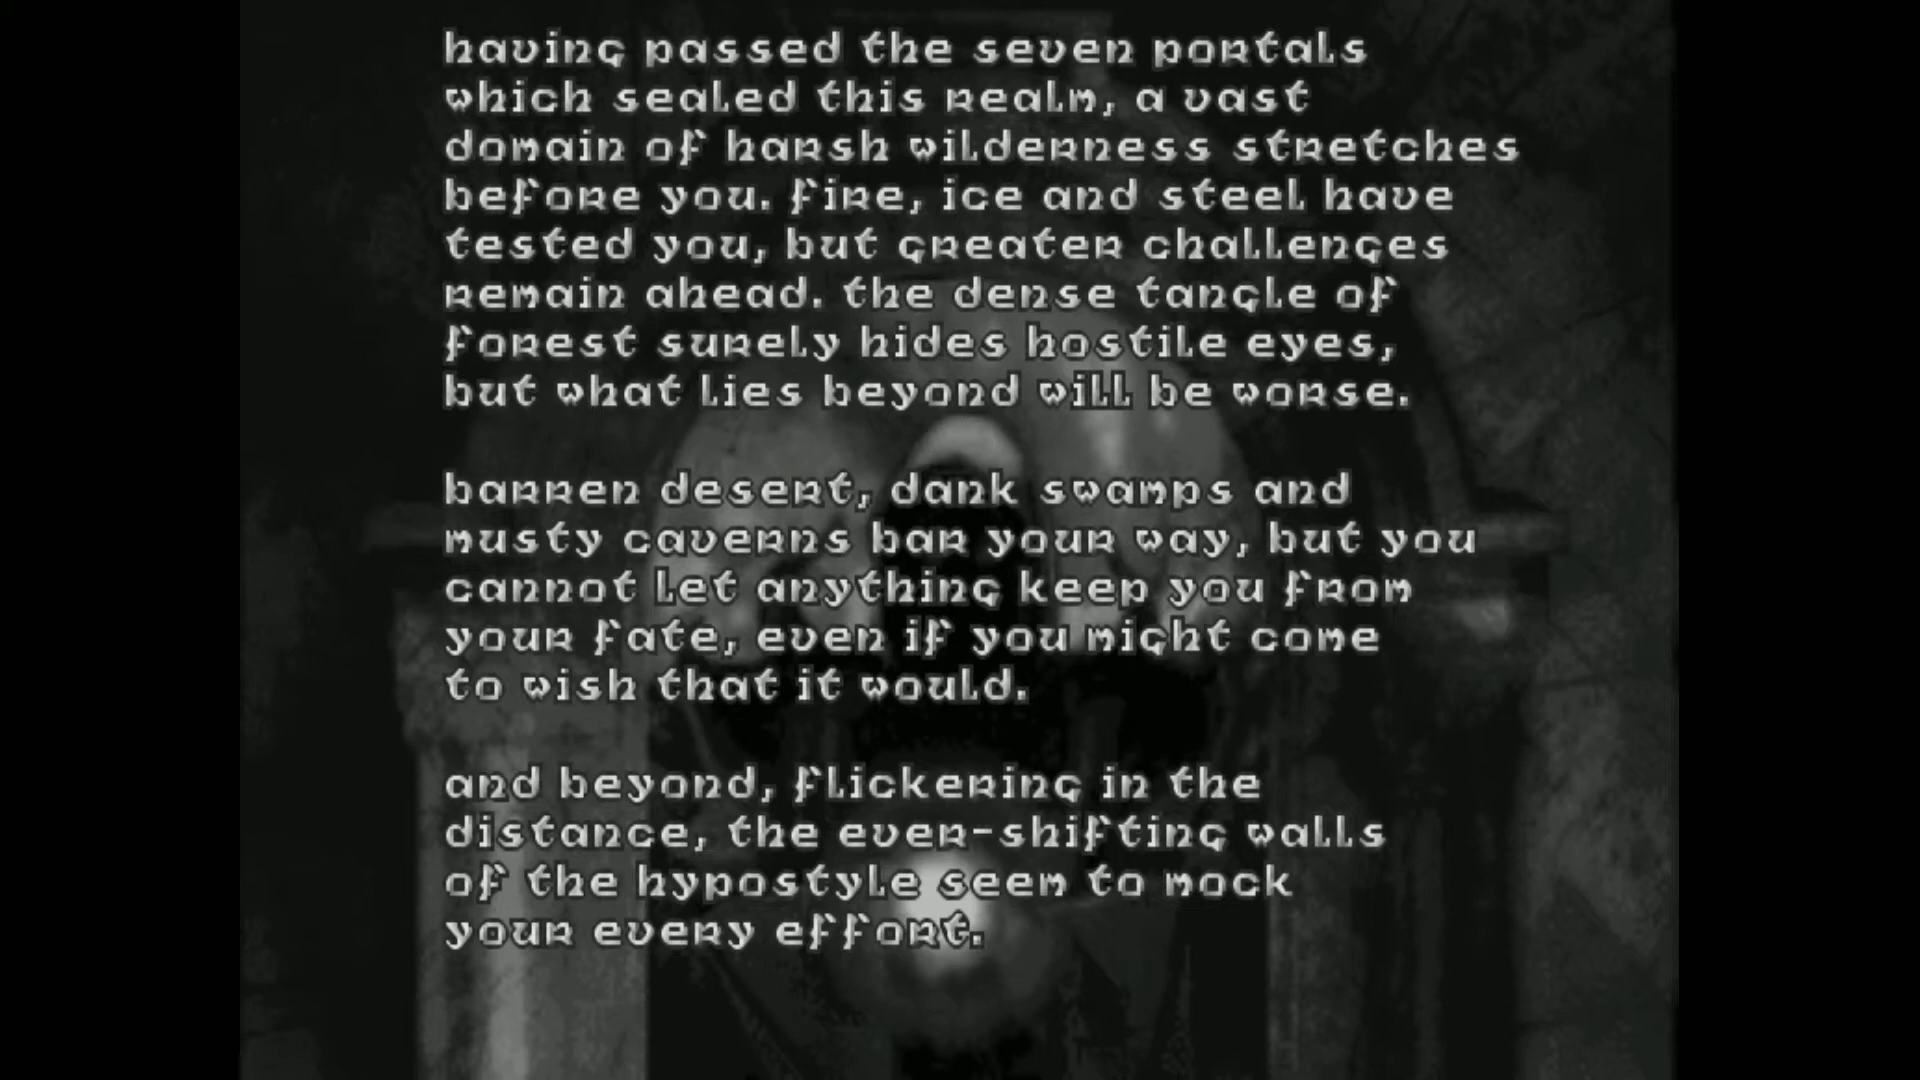 having passed the seven portals
which sealed this realm, a vast
domain of harsh wilderness stretches
before you. fire, ice and steel have
tested you, but greater challenges
remain ahead. the dense tangle of
forest surely hides hostile eyes,
but what lies beyond will be worse.
barren desert, dank swamps and
musty caverns bar your way, but you
cannot let anything keep you from
your fate, even if you might come
to wish that it would.
and beyond, flickering in the
distance, the ever-shifting walls
of the hypostyle seem to mock
your every effort.